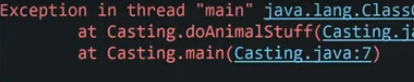 Exception in thread "main" java.lang.Class
at Casting.doAnimalStuff(Casting.j
at Casting.main(Casting.java:7)